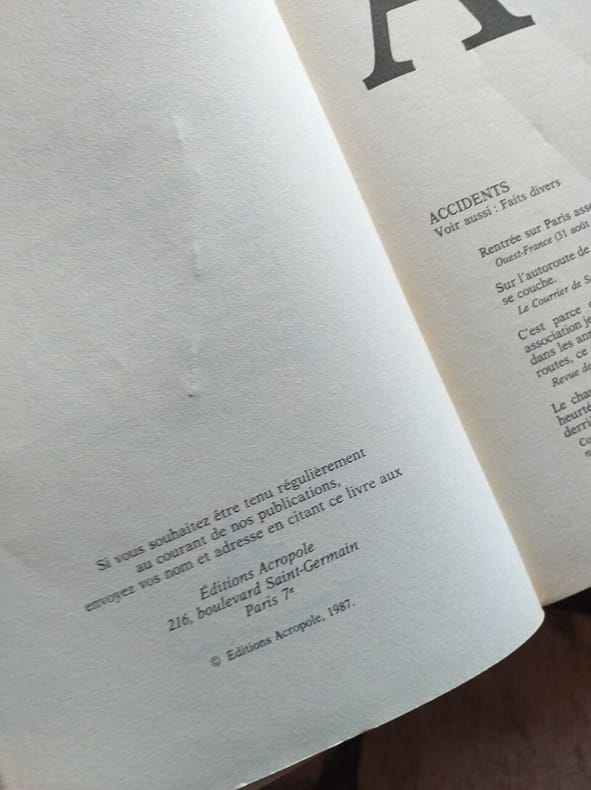 Si vous souhaitez être tenu régulièrement
au courant de nos publications,
envoyez vos nom et adresse en citant ce livre aux
Éditions Acropole
216, boulevard Saint-Germain
Paris 7e
© Éditions Acropole, 1987.
A
ACCIDENTS
Voir aussi : Faits divers
Rentrée sur Paris
Ouest-France (31 août
Sur l'autoroute de
se couche.
Le Courrier de
C'est parce
association
dans les
routes, ce
Revue de
Le
heurté